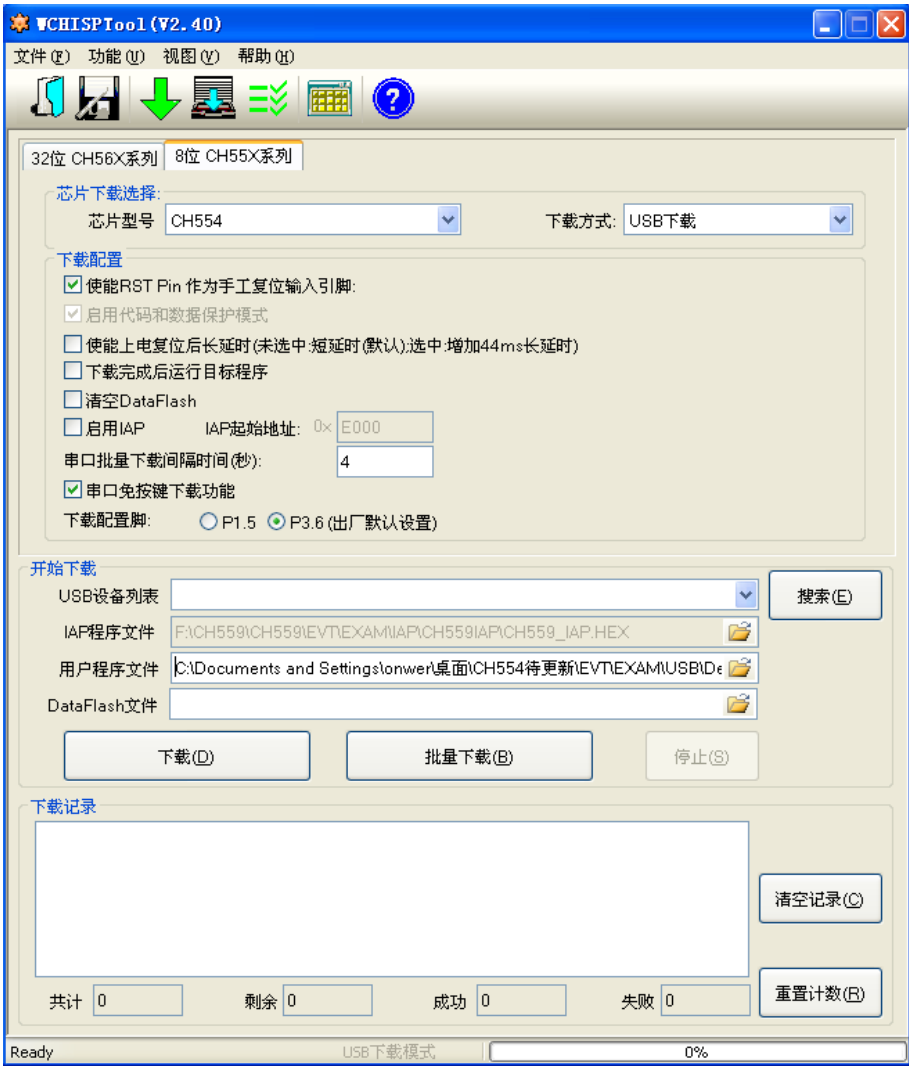 WCHISPTool(V2.40)
文件(F) 功能(U) 视图(V) 帮助(H)
32位 CH56X系列 8位 CH55X系列
芯片下载选择:
芯片型号 CH554 下载方式: USB下载
下载配置
使能RST Pin 作为手工复位输入引脚:
启用代码和数据保护模式
使能上电复位后长延时(未选中:短延时(默认);选中:增加44ms长延时)
下载完成后运行目标程序
清空DataFlash
启用IAP IAP起始地址: 0x E000
串口批量下载间隔时间(秒): 4
串口免按键下载功能
下载配置脚: P1.5 P3.6(出厂默认设置)
开始下载
USB设备列表 搜索(E)
IAP程序文件 F:\CH559\CH559\EVT\EXAM\IAP\CH559IAP\CH559_IAP.HEX
用户程序文件 C:\Documents and Settings\onwer\桌面\CH554待更新\EVT\EXAM\USB\De
DataFlash文件
下载(D) 批量下载(B) 停止(S)
下载记录
清空记录(C)
共计 0 剩余 0 成功 0 失败 0 重置计数(R)
Ready USB下载模式 0%